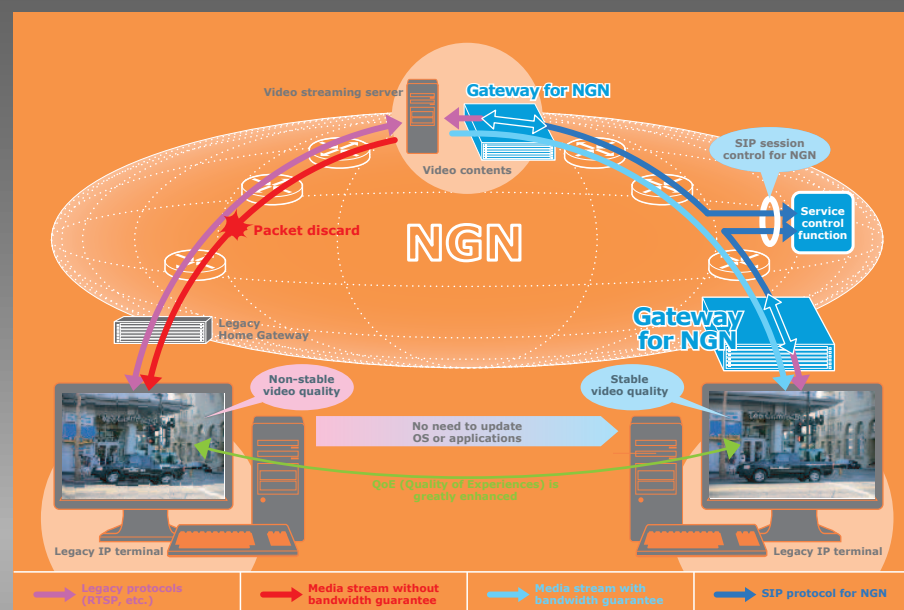 Video streaming server
Gateway for NGN
SIP session
control for NGN
Video contents
Service
control
function
Packet discard
NGN
Legacy
Home Gateway
Gateway
for NGN
Non-stable
video quality
Stable
video quality
No need to update
OS or applications
QoE (Quality of Experiences) is
greatly enhanced
Legacy IP terminal
Legacy IP terminal
Legacy protocols
(RTSP, etc.)
Media stream without
bandwidth guarantee
Media stream with
bandwidth guarantee
SIP protocol for NGN